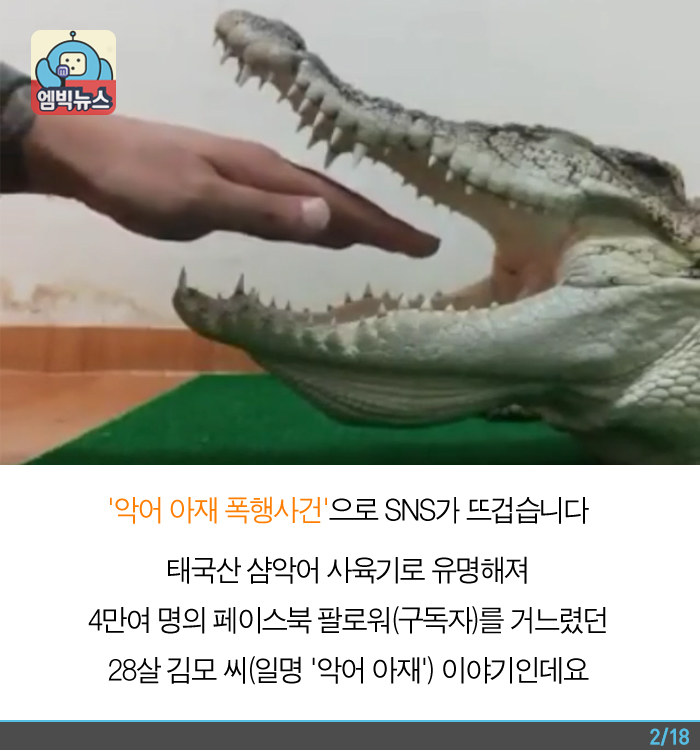 엠빅뉴스
'악어 아재 폭행사건'으로 SNS가 뜨겁습니다
태국산 샴악어 사육기로 유명해져
4만여 명의 페이스북 팔로워(구독자)를 거느렸던
28살 김모 씨(일명 '악어 아재') 이야기인데요
2/18